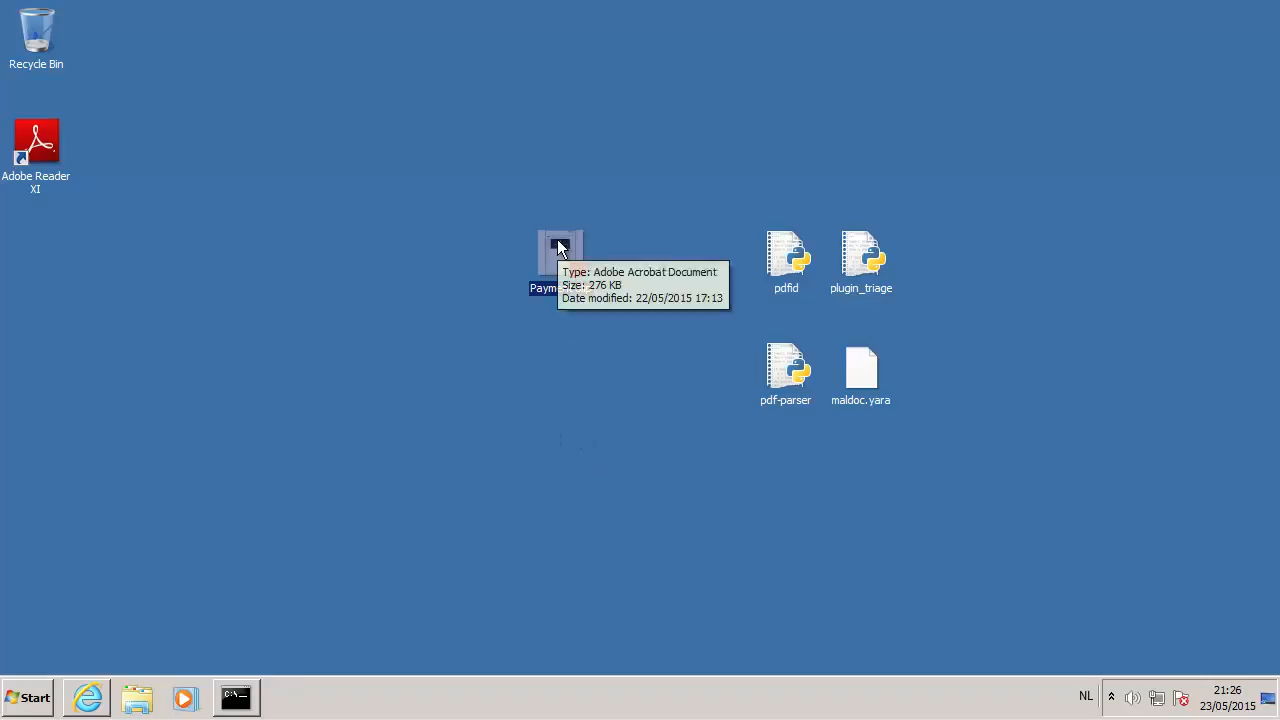 Recycle Bin
Adobe Reader
XI
Type: Adobe Acrobat Document
Size: 276 KB
Date modified: 22/05/2015 17:13
pdfid
plugin_triage
pdf-parser
maldoc.yara
C:\
Start
NL
21:26
23/05/2015